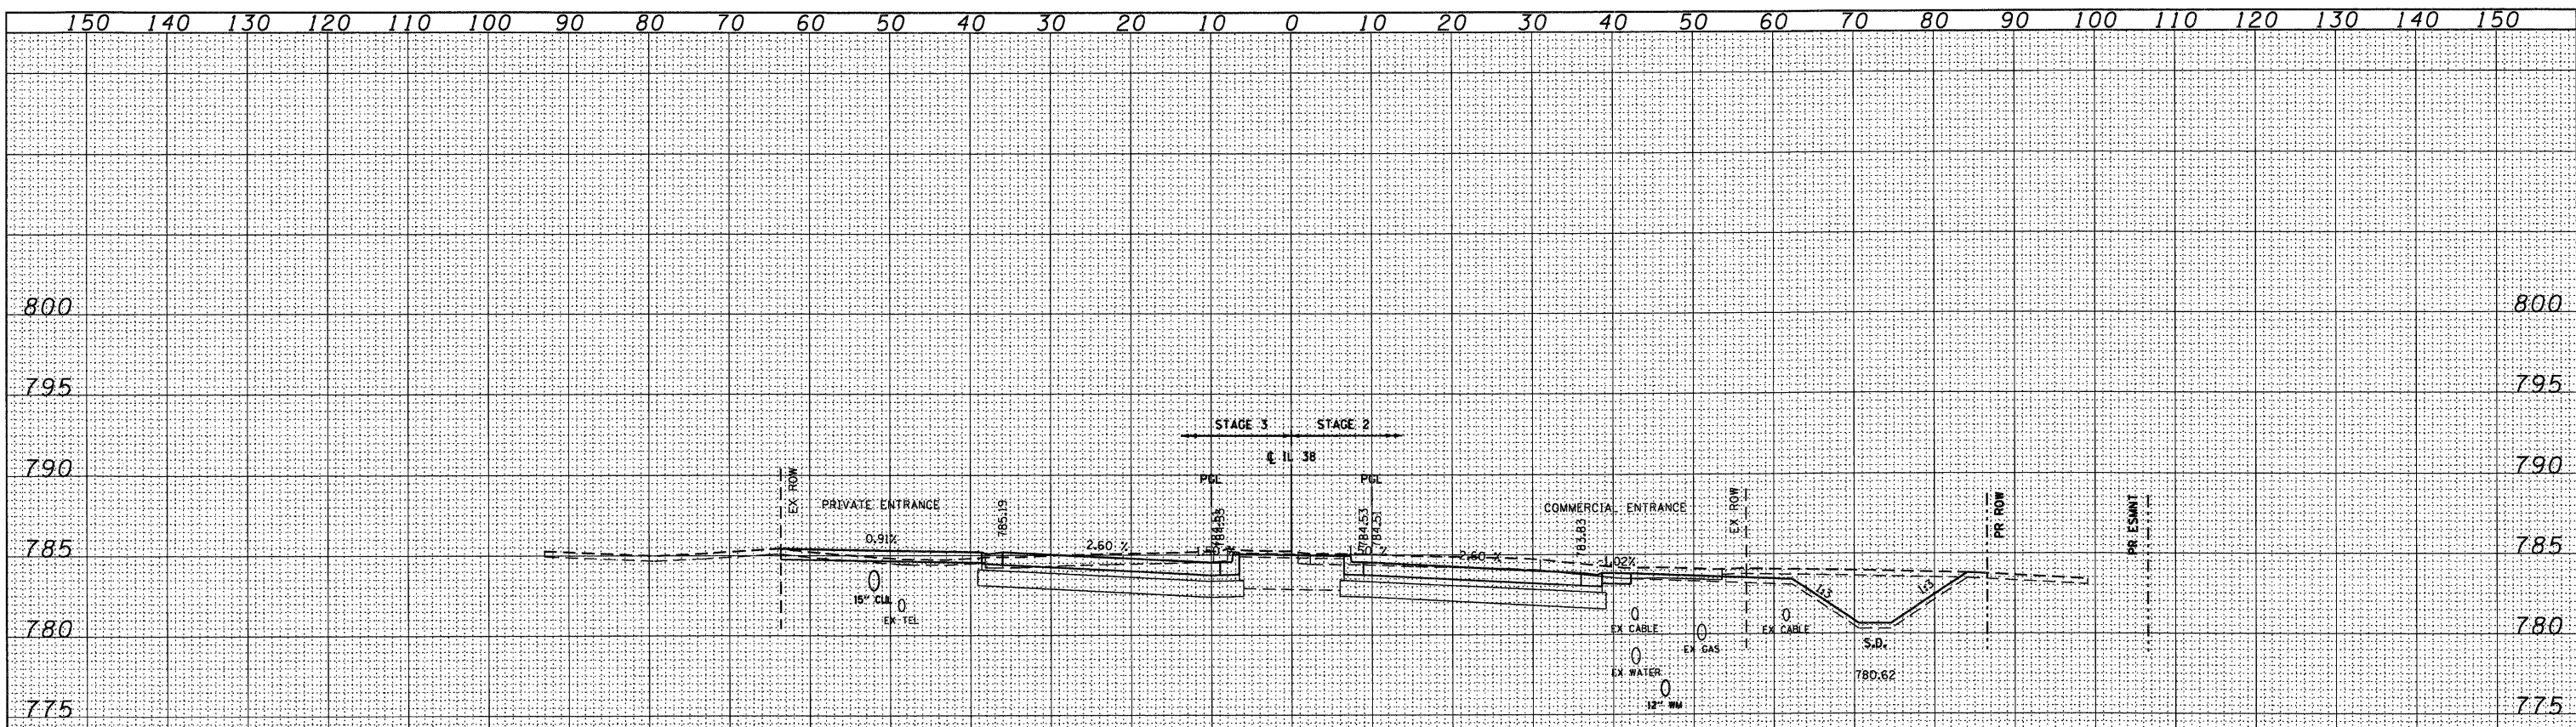 150 140 130 120 110 100 90 80 70 60 50 40 30 20 10 0 10 20 30 40 50 60 70 80 90 100 110 120 130 140 150
800 800
795 795
STAGE 3 STAGE 2
℄ IL 38
790 790
EX ROW
PGL PGL
PRIVATE ENTRANCE
COMMERCIAL ENTRANCE
EX ROW
PR ROW
PR ESMNT
785.19
784.53
784.51
783.83
785 785
0.91%
2.60 %
2.60 %
1.02%
1:3 1:3
15" CUL
EX TEL
EX CABLE
EX GAS
EX CABLE
780 780
S.D.
780.62
EX WATER
12" WM
775 775